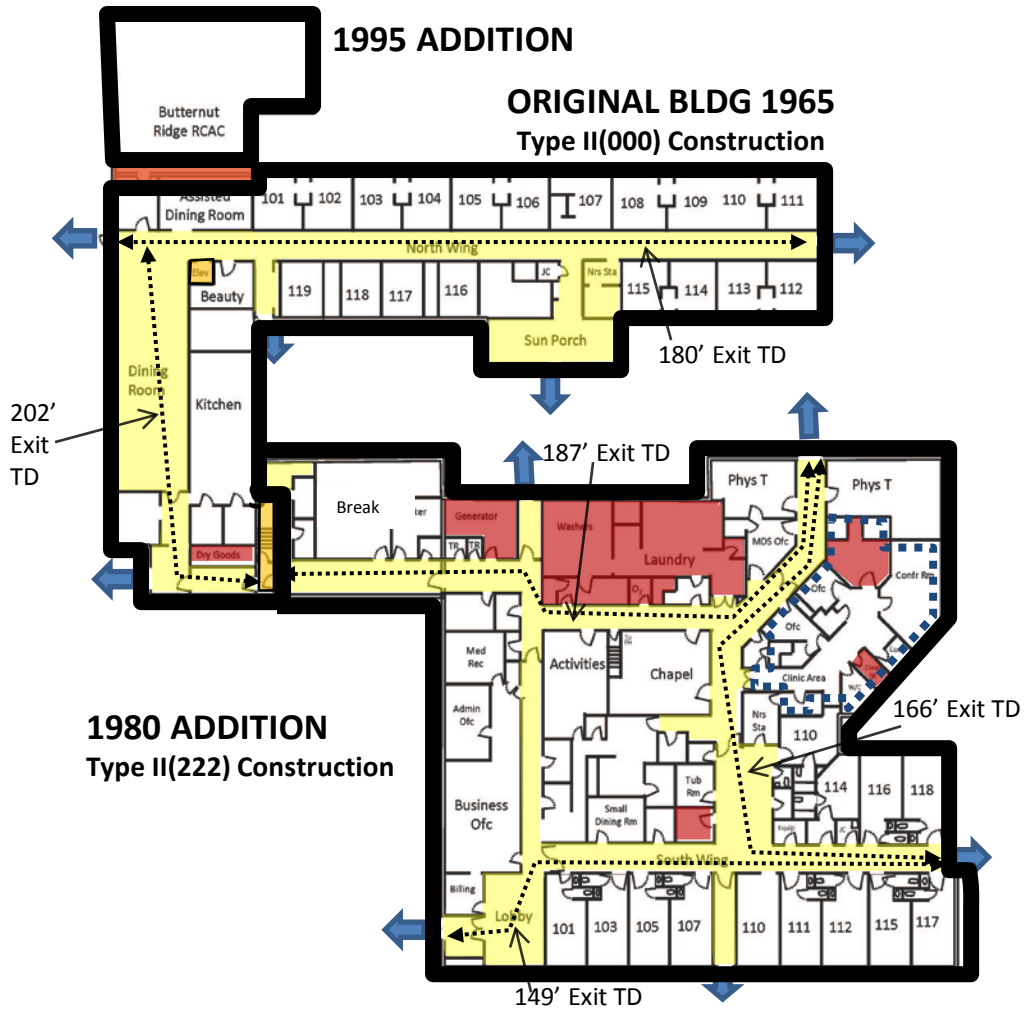 1995 ADDITION
ORIGINAL BLDG 1965
Type II(000) Construction
Butternut
Ridge RCAC
Assisted
Dining Room
101
102
103
104
105
106
107
108
109
110
111
North Wing
Elev
Beauty
119
118
117
116
JC
Nrs Sta
115
114
113
112
Sun Porch
180' Exit TD
Dining
Room
Kitchen
202'
Exit
TD
187' Exit TD
Break
Generator
TR
TR
Washers
Laundry
O2
Phys T
Phys T
MDS Ofc
Confr Rm
Ofc
Ofc
Clinic Area
W/C
Dry Goods
Med
Rec
Activities
Chapel
Admin
Ofc
Nrs
Sta
110
166' Exit TD
1980 ADDITION
Type II(222) Construction
Business
Ofc
Tub
Rm
Small
Dining Rm
114
116
118
Equip
JC
South Wing
Billing
Lobby
101
103
105
107
110
111
112
115
117
149' Exit TD